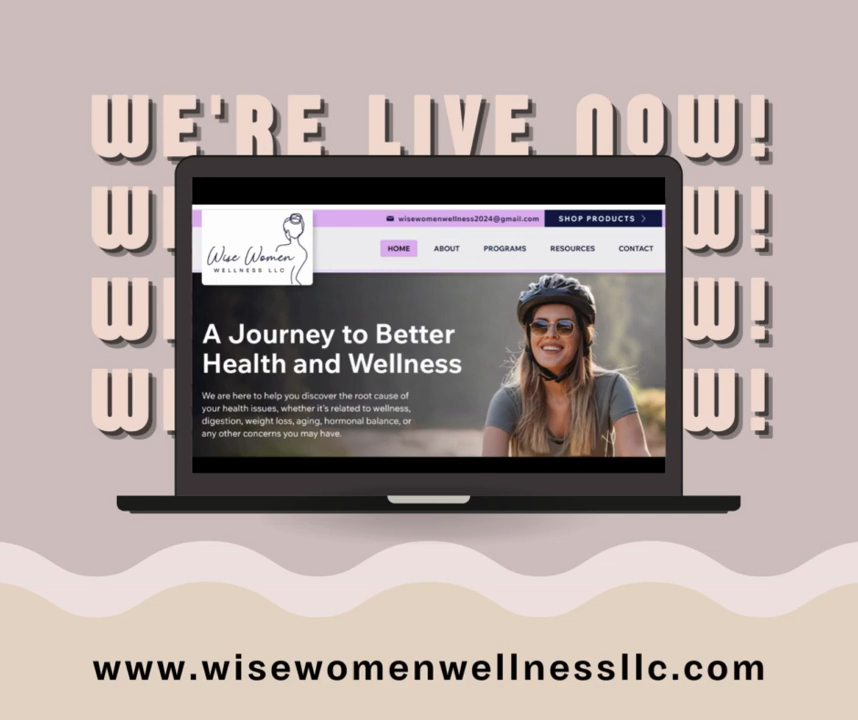 WE'RE LIVE NOW!
W W!
wisewomenwellness2024@gmail.com SHOP PRODUCTS
Wise Women
WELLNESS LLC
HOME ABOUT PROGRAMS RESOURCES CONTACT
W W!
A Journey to Better
Health and Wellness
W W!
We are here to help you discover the root cause of
your health issues, whether it's related to wellness,
digestion, weight loss, aging, hormonal balance, or
any other concerns you may have.
www.wisewomenwellnessllc.com